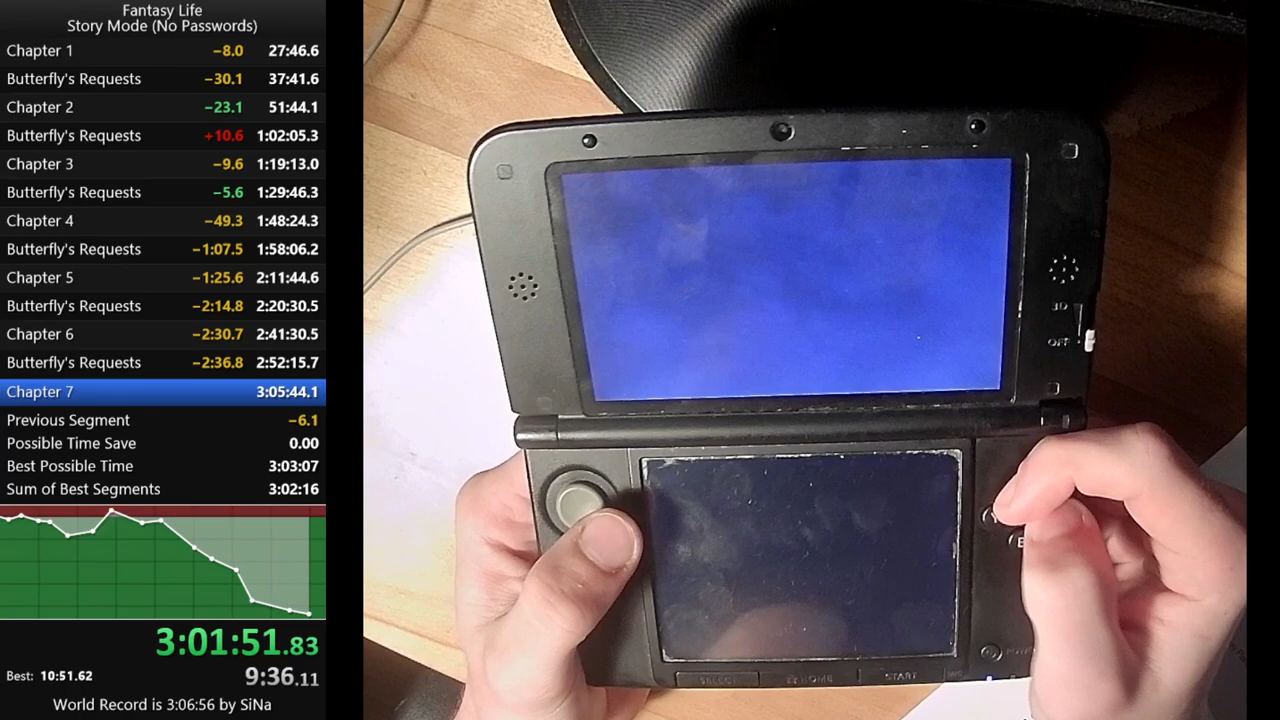 Fantasy Life
Story Mode (No Passwords)
Chapter 1 −8.0 27:46.6
Butterfly's Requests −30.1 37:41.6
Chapter 2 −23.1 51:44.1
Butterfly's Requests +10.6 1:02:05.3
Chapter 3 −9.6 1:19:13.0
Butterfly's Requests −5.6 1:29:46.3
Chapter 4 −49.3 1:48:24.3
Butterfly's Requests −1:07.5 1:58:06.2
Chapter 5 −1:25.6 2:11:44.6
Butterfly's Requests −2:14.8 2:20:30.5
Chapter 6 −2:30.7 2:41:30.5
Butterfly's Requests −2:36.8 2:52:15.7
Chapter 7 3:05:44.1
Previous Segment −6.1
Possible Time Save 0.00
Best Possible Time 3:03:07
Sum of Best Segments 3:02:16
3:01:51.83
Best: 10:51.62 9:36.11
World Record is 3:06:56 by SiNa
3D
OFF
SELECT HOME START